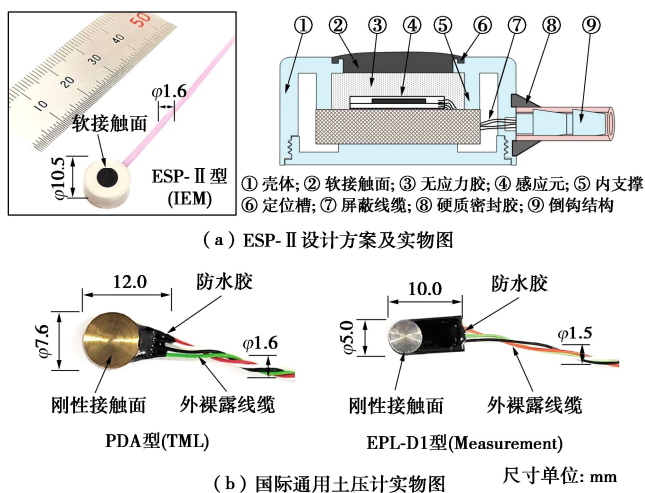 50
40
30
20
10
φ1.6
软接触面
φ10.5
ESP-Ⅱ型
(IEM)
① ② ③ ④ ⑤ ⑥ ⑦ ⑧ ⑨
① 壳体; ② 软接触面; ③ 无应力胶; ④ 感应元; ⑤ 内支撑
⑥ 定位槽; ⑦ 屏蔽线缆; ⑧ 硬质密封胶; ⑨ 倒钩结构
(a) ESP-Ⅱ设计方案及实物图
12.0
防水胶
φ7.6
φ1.6
刚性接触面
外裸露线缆
PDA型(TML)
10.0
防水胶
φ5.0
φ1.5
刚性接触面
外裸露线缆
EPL-D1型(Measurement)
(b) 国际通用土压计实物图
尺寸单位: mm